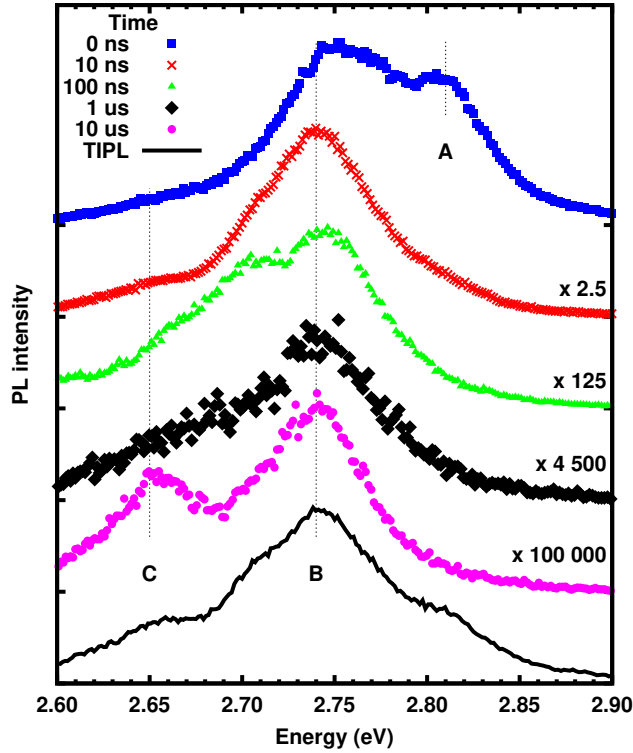 Time
0 ns
10 ns
100 ns
1 us
10 us
TIPL
A
x 2.5
x 125
x 4 500
x 100 000
C
B
PL intensity
2.60 2.65 2.70 2.75 2.80 2.85 2.90
Energy (eV)